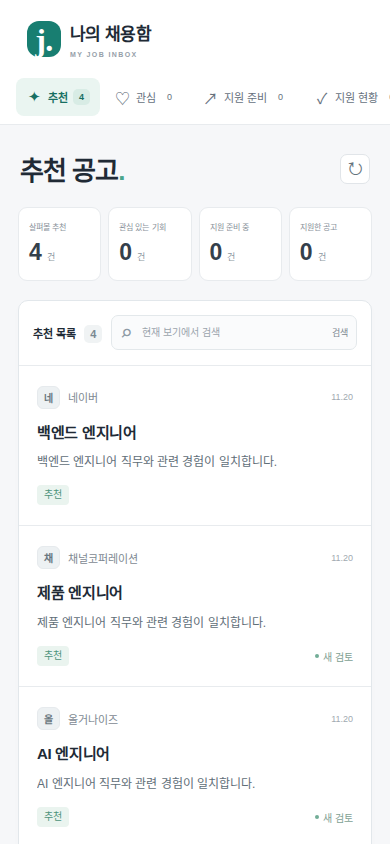 j.
나의 채용함
MY JOB INBOX
추천 4 관심 0 지원 준비 0 지원 현황
추천 공고.
살펴볼 추천 관심 있는 기회 지원 준비 중 지원한 공고
4 건 0 건 0 건 0 건
추천 목록 4 현재 보기에서 검색 검색
네 네이버 11.20
백엔드 엔지니어
백엔드 엔지니어 직무와 관련 경험이 일치합니다.
추천
채 채널코퍼레이션 11.20
제품 엔지니어
제품 엔지니어 직무와 관련 경험이 일치합니다.
추천 새 검토
올 올거나이즈 11.20
AI 엔지니어
AI 엔지니어 직무와 관련 경험이 일치합니다.
추천 새 검토